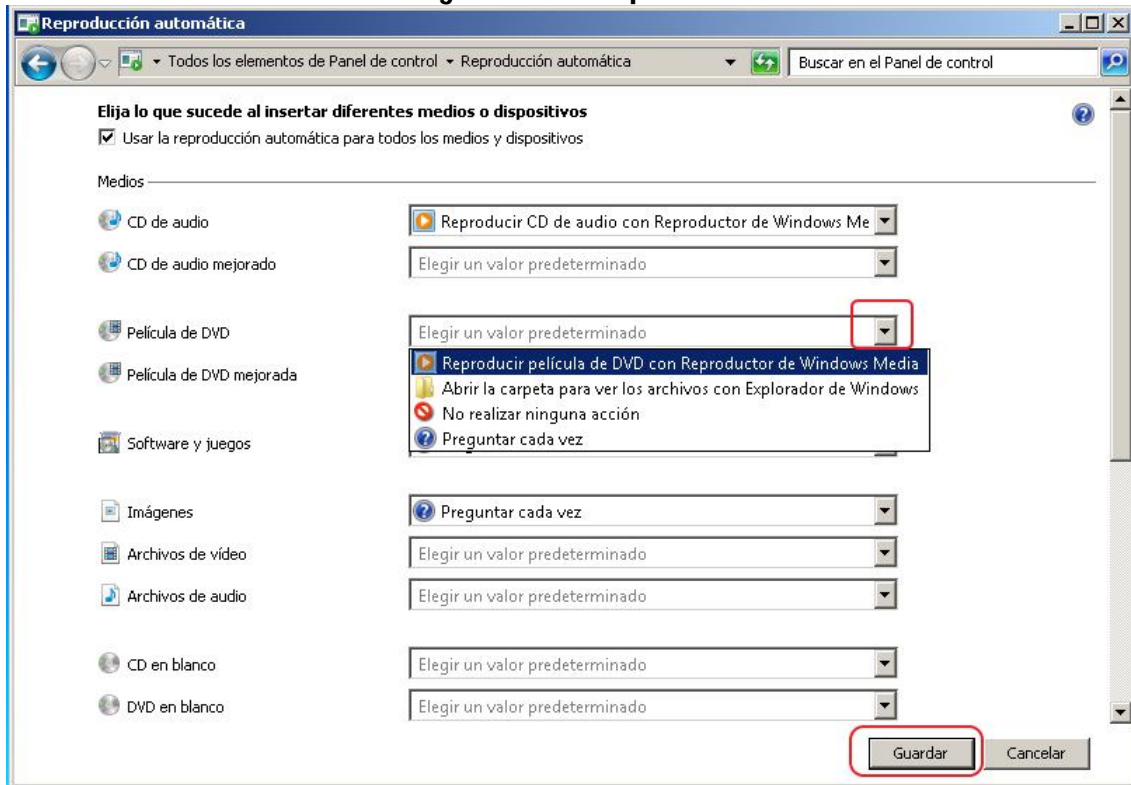 Reproducción automática
Todos los elementos de Panel de control Reproducción automática
Buscar en el Panel de control
Elija lo que sucede al insertar diferentes medios o dispositivos
Usar la reproducción automática para todos los medios y dispositivos
Medios
CD de audio
Reproducir CD de audio con Reproductor de Windows Me
CD de audio mejorado
Elegir un valor predeterminado
Película de DVD
Elegir un valor predeterminado
Reproducir película de DVD con Reproductor de Windows Media
Película de DVD mejorada
Abrir la carpeta para ver los archivos con Explorador de Windows
No realizar ninguna acción
Software y juegos
Preguntar cada vez
Imágenes
Preguntar cada vez
Archivos de vídeo
Elegir un valor predeterminado
Archivos de audio
Elegir un valor predeterminado
CD en blanco
Elegir un valor predeterminado
DVD en blanco
Elegir un valor predeterminado
Guardar
Cancelar